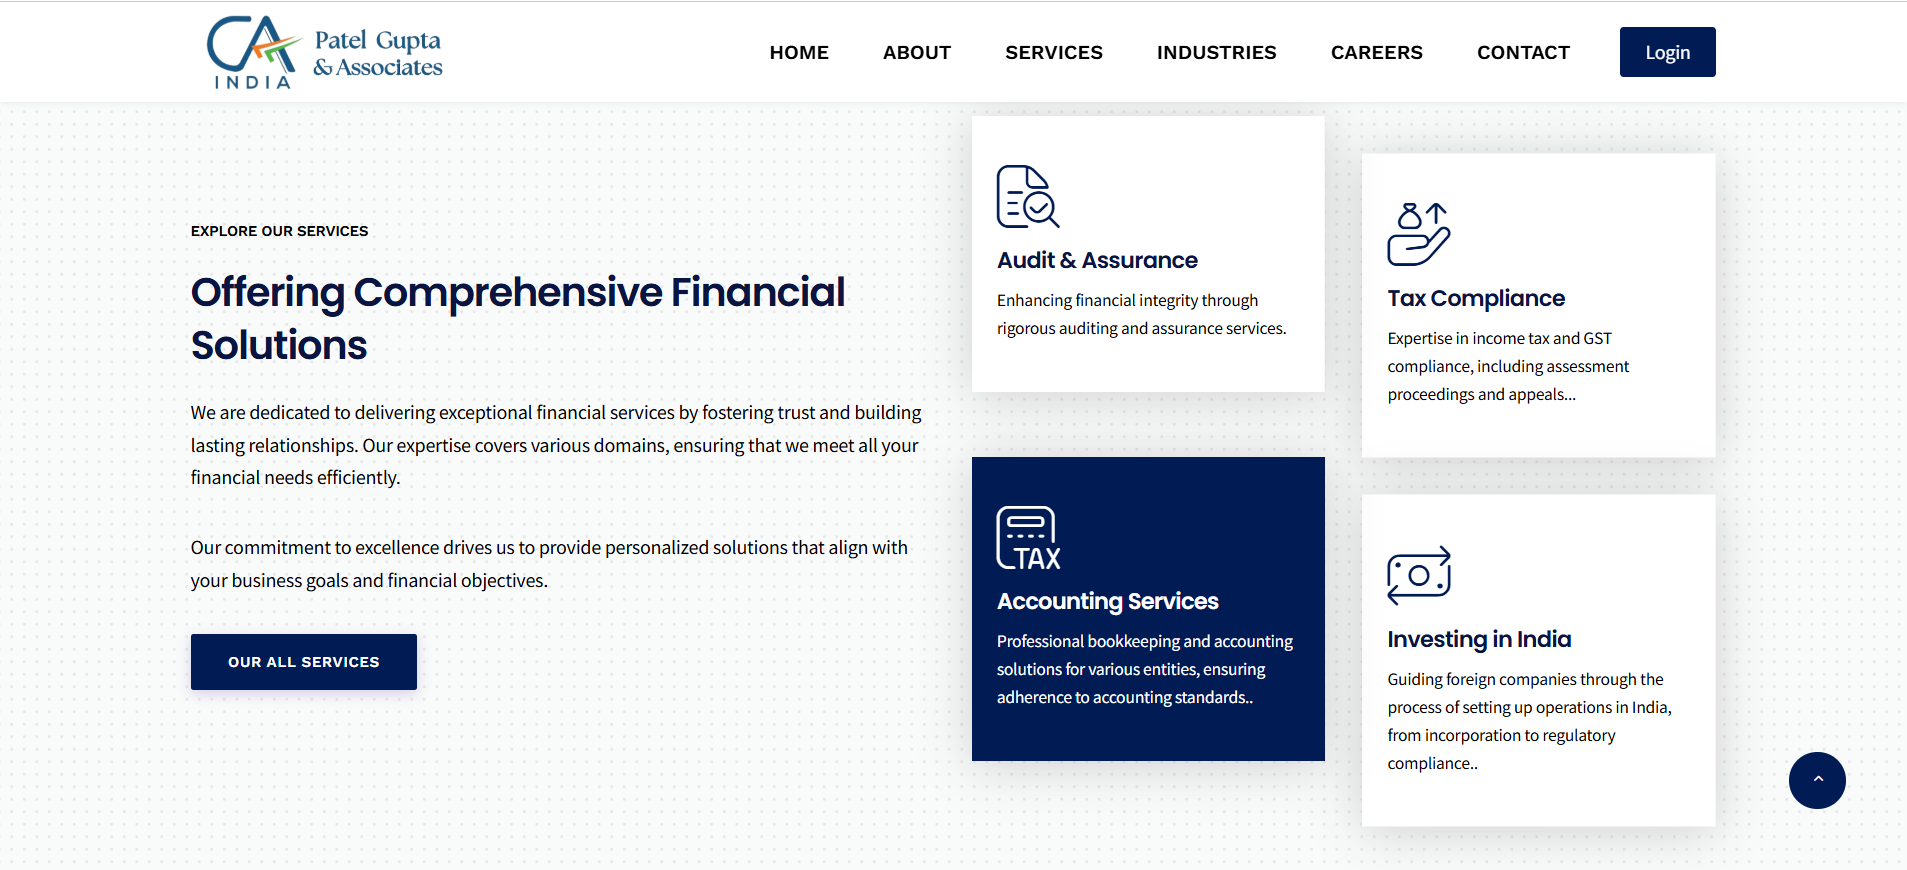 CA
INDIA
Patel Gupta
& Associates
HOME
ABOUT
SERVICES
INDUSTRIES
CAREERS
CONTACT
Login
EXPLORE OUR SERVICES
Offering Comprehensive Financial
Solutions
We are dedicated to delivering exceptional financial services by fostering trust and building
lasting relationships. Our expertise covers various domains, ensuring that we meet all your
financial needs efficiently.
Our commitment to excellence drives us to provide personalized solutions that align with
your business goals and financial objectives.
OUR ALL SERVICES
Audit & Assurance
Enhancing financial integrity through
rigorous auditing and assurance services.
Tax Compliance
Expertise in income tax and GST
compliance, including assessment
proceedings and appeals...
TAX
Accounting Services
Professional bookkeeping and accounting
solutions for various entities, ensuring
adherence to accounting standards..
Investing in India
Guiding foreign companies through the
process of setting up operations in India,
from incorporation to regulatory
compliance..